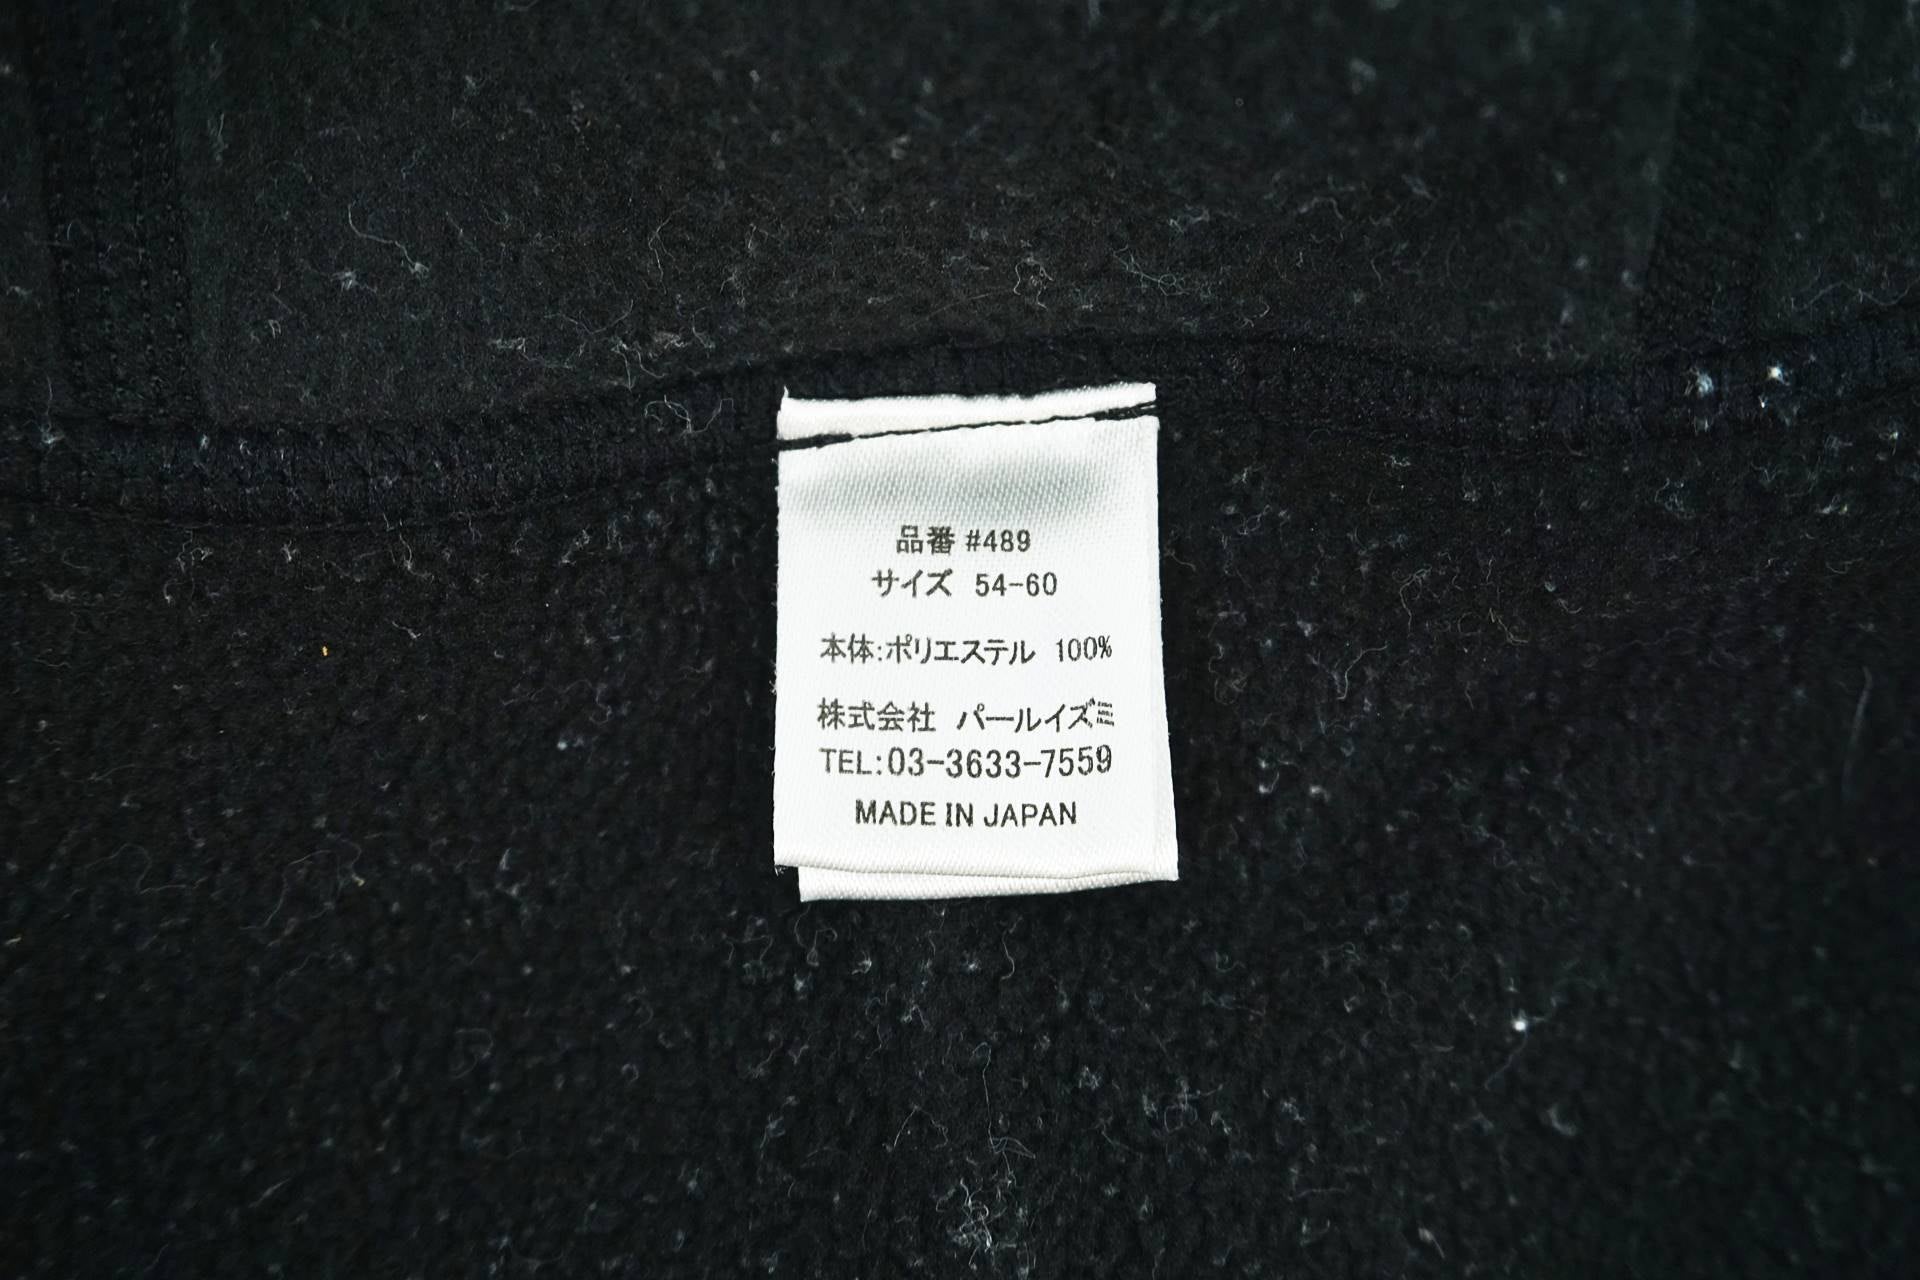 品番 #489
サイズ 54-60
本体:ポリエステル 100%
株式会社 パールイズミ
TEL:03-3633-7559
MADE IN JAPAN